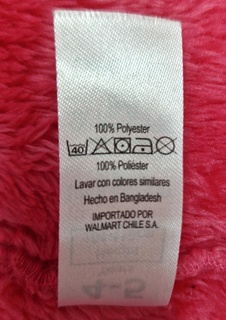 100% Polyester
40
100% Poliéster
Lavar con colores similares
Hecho en Bangladesh
IMPORTADO POR
WALMART CHILE S.A.
4-5